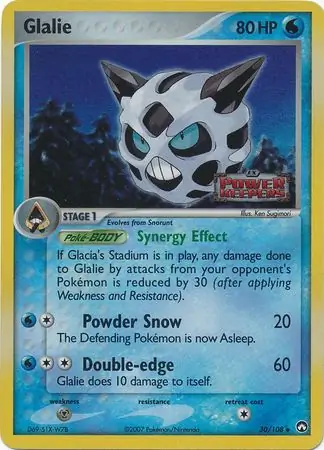 Glalie
80 HP
EX
POWER
KEEPERS
Illus. Ken Sugimori
STAGE 1
Evolves from Snorunt
Poké-BODY Synergy Effect
If Glacia's Stadium is in play, any damage done
to Glalie by attacks from your opponent's
Pokémon is reduced by 30 (after applying
Weakness and Resistance).
Powder Snow 20
The Defending Pokémon is now Asleep.
Double-edge 60
Glalie does 10 damage to itself.
weakness resistance retreat cost
©2007 Pokémon/Nintendo
30/108